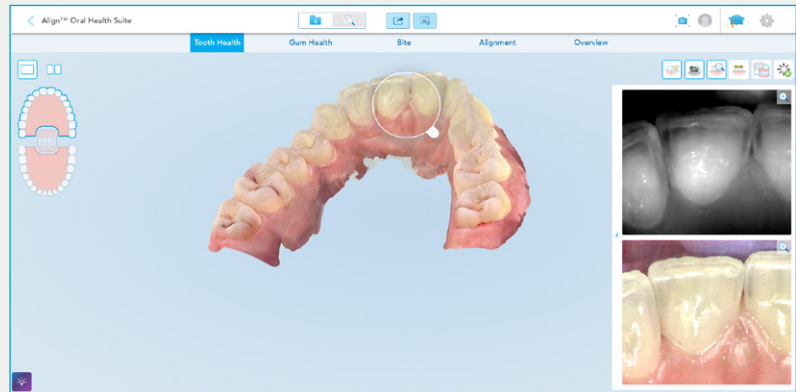 Align™ Oral Health Suite
Tooth Health
Gum Health
Bite
Alignment
Overview